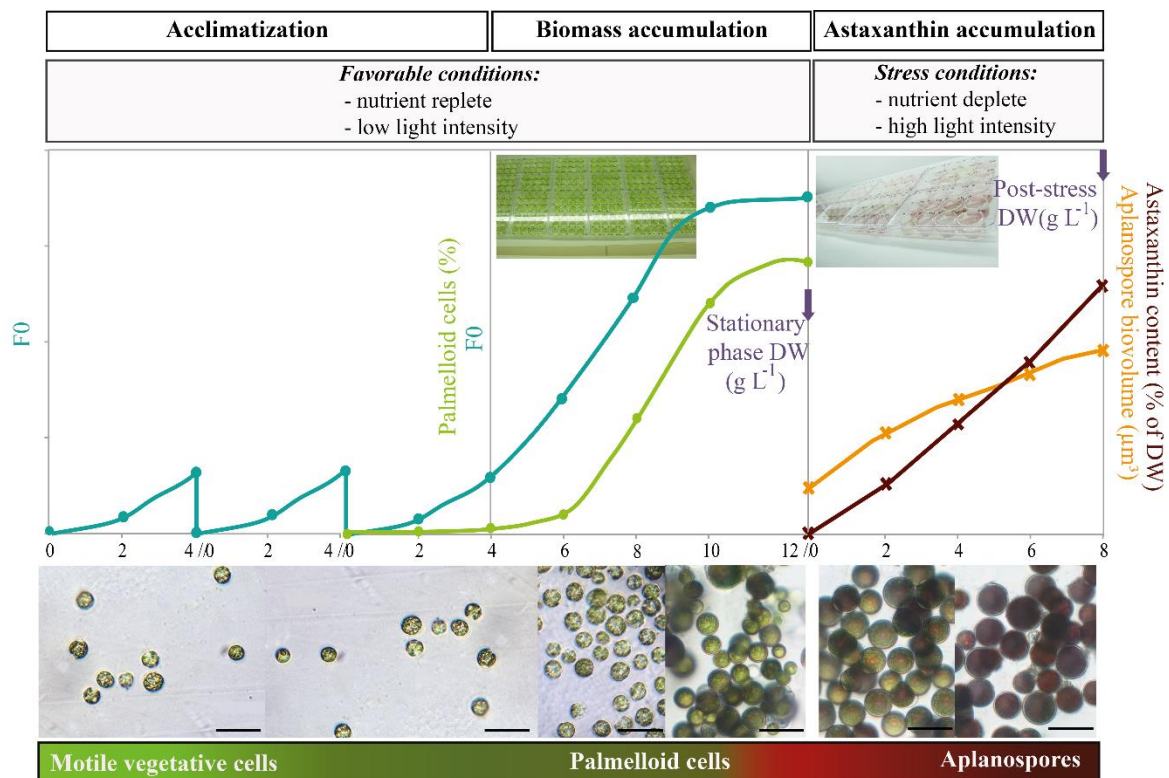 Acclimatization
Biomass accumulation
Astaxanthin accumulation
Favorable conditions:
- nutrient replete
- low light intensity
Stress conditions:
- nutrient deplete
- high light intensity
F0
Palmelloid cells (%)
F0
Stationary
phase DW
(g L⁻¹)
Post-stress
DW(g L⁻¹)
Aplanospore biovolume (µm³)
Astaxanthin content (% of DW)
0 2 4 //0 2 4 //0 2 4 6 8 10 12 //0 2 4 6 8
Motile vegetative cells
Palmelloid cells
Aplanospores